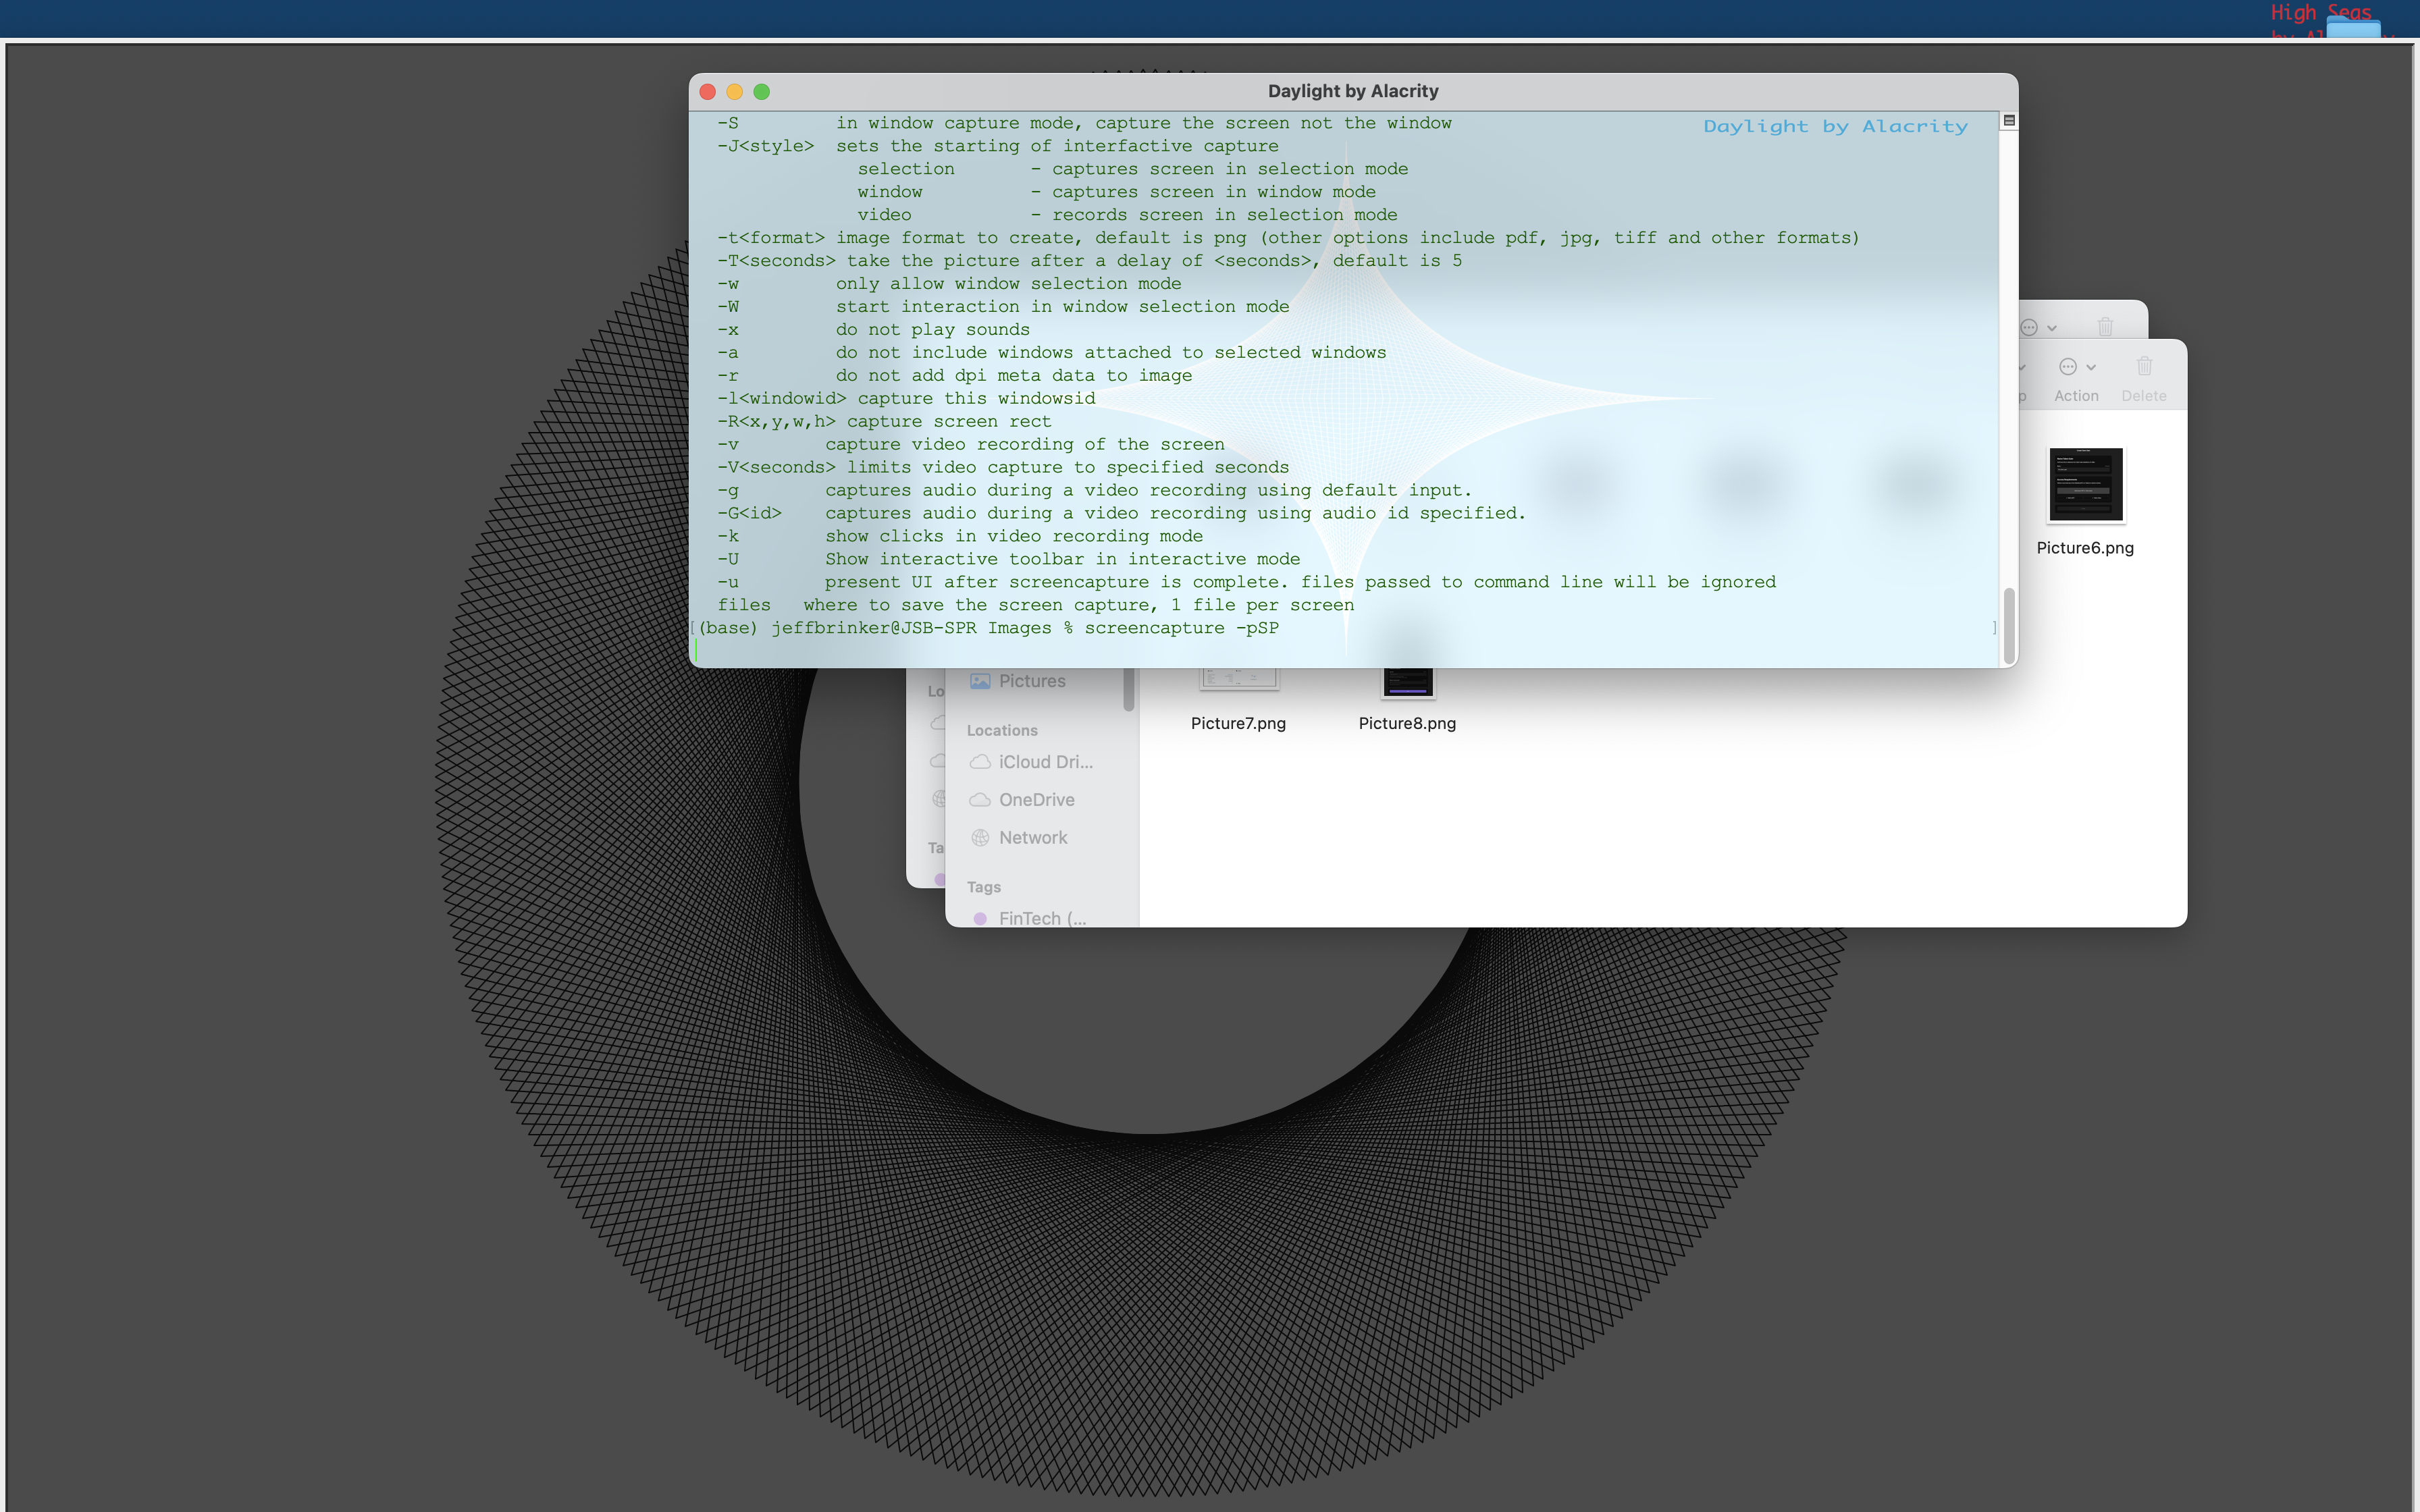 High Seas
Daylight by Alacrity
Daylight by Alacrity
-S in window capture mode, capture the screen not the window
-J<style> sets the starting of interfactive capture
selection - captures screen in selection mode
window - captures screen in window mode
video - records screen in selection mode
-t<format> image format to create, default is png (other options include pdf, jpg, tiff and other formats)
-T<seconds> take the picture after a delay of <seconds>, default is 5
-w only allow window selection mode
-W start interaction in window selection mode
-x do not play sounds
-a do not include windows attached to selected windows
-r do not add dpi meta data to image
-l<windowid> capture this windowsid
-R<x,y,w,h> capture screen rect
-v capture video recording of the screen
-V<seconds> limits video capture to specified seconds
-g captures audio during a video recording using default input.
-G<id> captures audio during a video recording using audio id specified.
-k show clicks in video recording mode
-U Show interactive toolbar in interactive mode
-u present UI after screencapture is complete. files passed to command line will be ignored
files where to save the screen capture, 1 file per screen
[(base) jeffbrinker@JSB-SPR Images % screencapture -pSP ]
p Action Delete
Picture6.png
Lo
Pictures
Picture7.png Picture8.png
Locations
iCloud Dri...
OneDrive
Network
Ta
Tags
FinTech (...